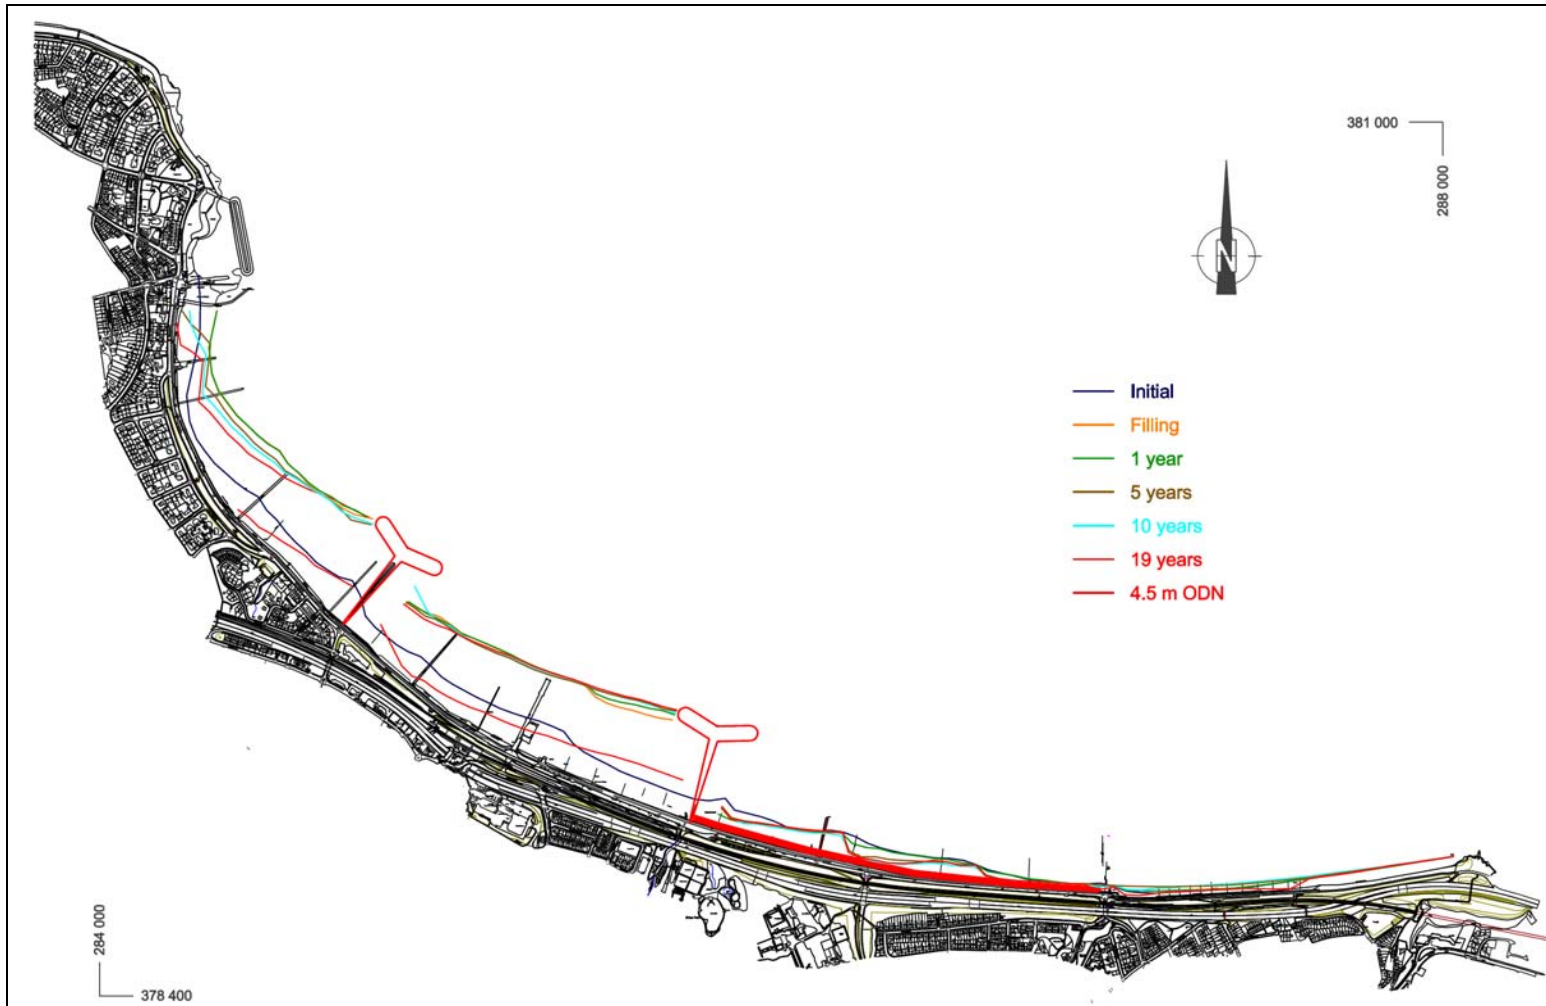 381 000
288 000
N
Initial
Filling
1 year
5 years
10 years
19 years
4.5 m ODN
284 000
378 400